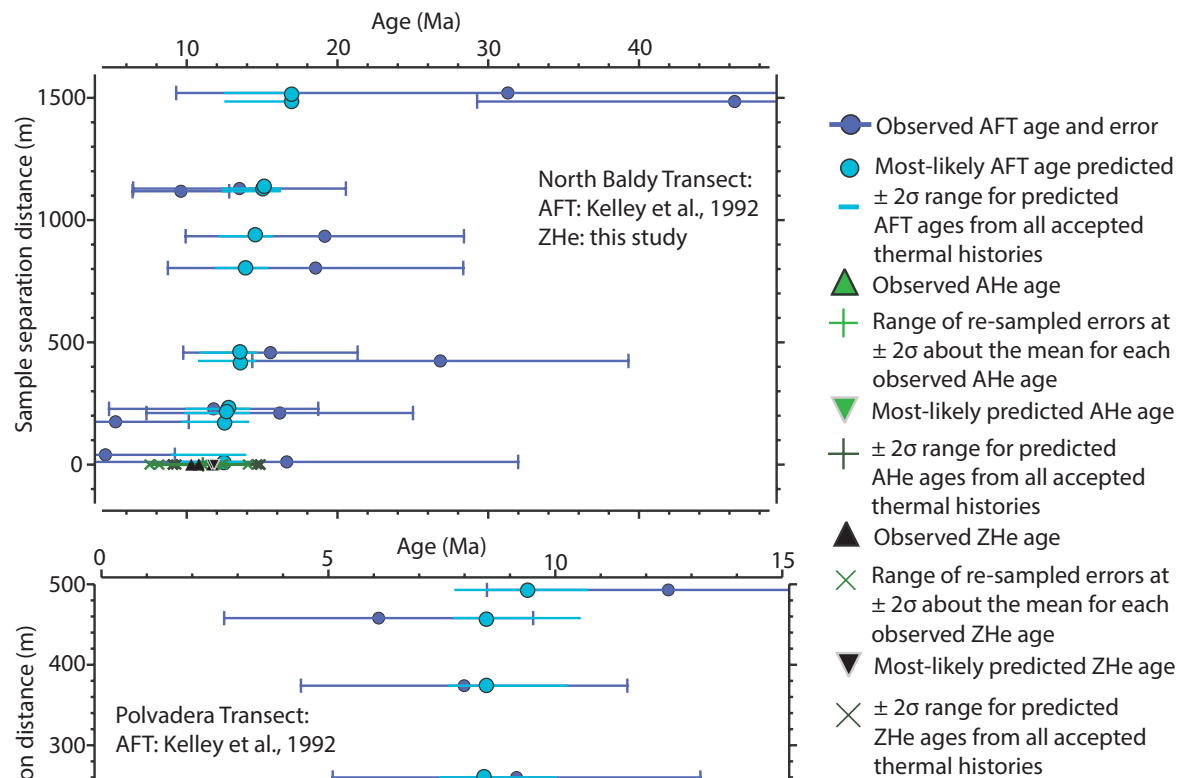 Age (Ma)
10 20 30 40
1500
1000
500
0
Sample separation distance (m)
North Baldy Transect:
AFT: Kelley et al., 1992
ZHe: this study
Observed AFT age and error
Most-likely AFT age predicted
± 2σ range for predicted
AFT ages from all accepted
thermal histories
Observed AHe age
Range of re-sampled errors at
± 2σ about the mean for each
observed AHe age
Most-likely predicted AHe age
± 2σ range for predicted
AHe ages from all accepted
thermal histories
Observed ZHe age
Range of re-sampled errors at
± 2σ about the mean for each
observed ZHe age
Most-likely predicted ZHe age
± 2σ range for predicted
ZHe ages from all accepted
thermal histories
Age (Ma)
0 5 10 15
500
400
300
on distance (m)
Polvadera Transect:
AFT: Kelley et al., 1992